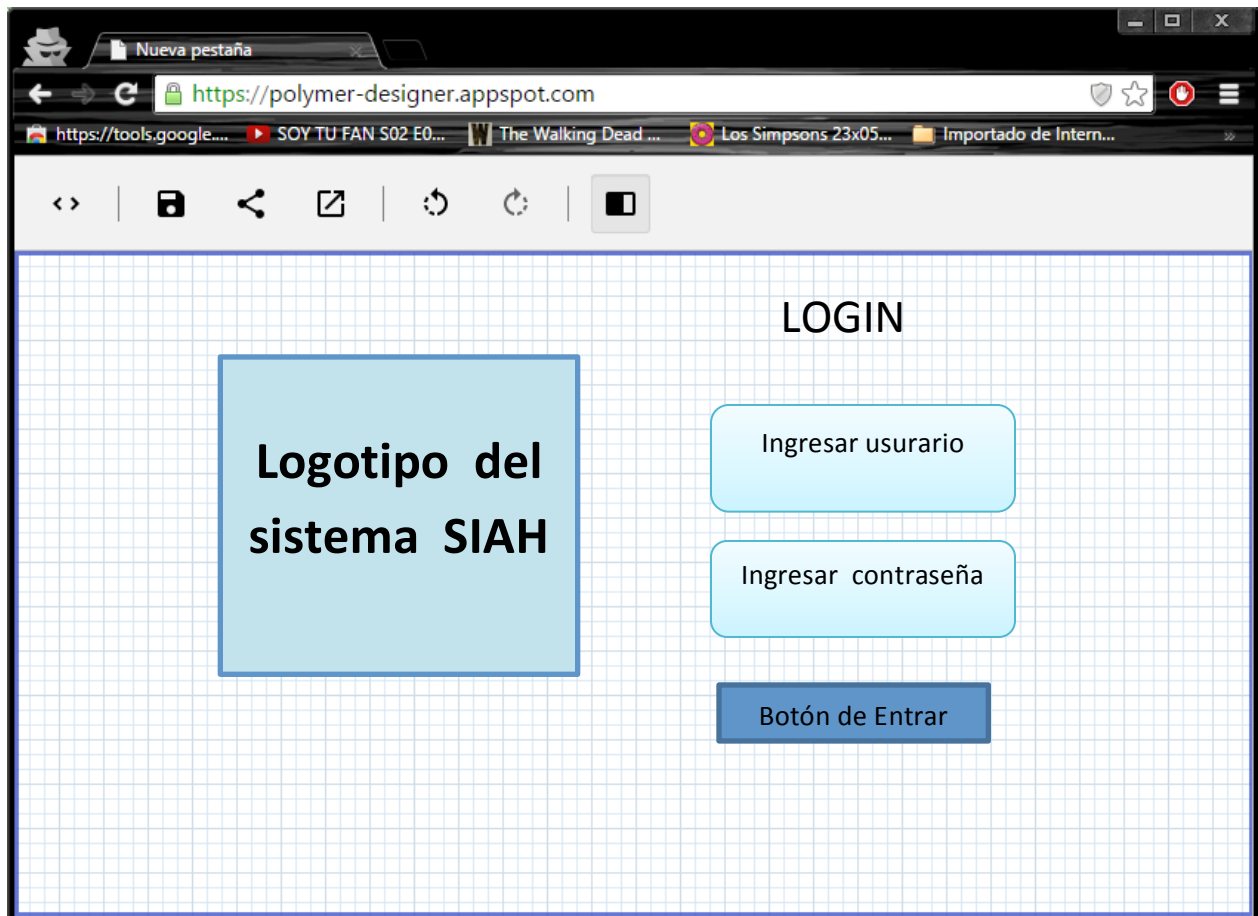 Nueva pestaña
https://polymer-designer.appspot.com
https://tools.google.... SOY TU FAN S02 E0... The Walking Dead ... Los Simpsons 23x05... Importado de Intern...
LOGIN
Logotipo del
sistema SIAH
Ingresar usurario
Ingresar contraseña
Botón de Entrar